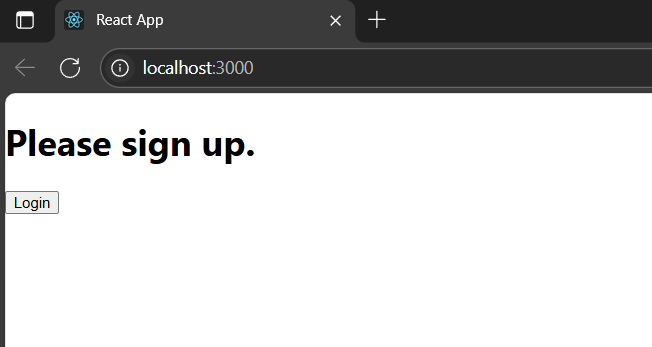 React App
localhost:3000
Please sign up.
Login